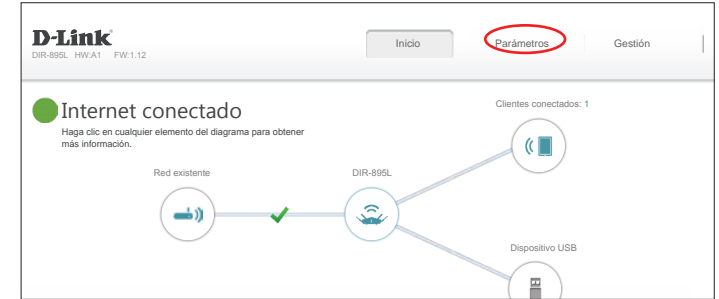 D-Link
DIR-895L HW:A1 FW:1.12
Inicio
Parámetros
Gestión
Internet conectado
Haga clic en cualquier elemento del diagrama para obtener
más información.
Clientes conectados: 1
Red existente
DIR-895L
Dispositivo USB